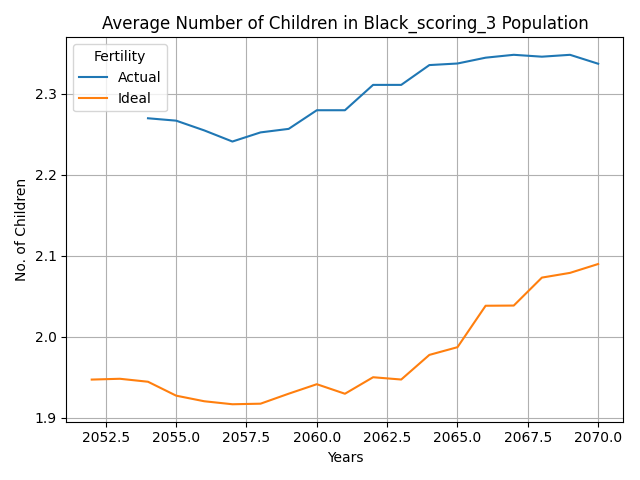 Average Number of Children in Black_scoring_3 Population
Fertility
Actual
Ideal
2.3
2.2
2.1
2.0
1.9
No. of Children
2052.5 2055.0 2057.5 2060.0 2062.5 2065.0 2067.5 2070.0
Years